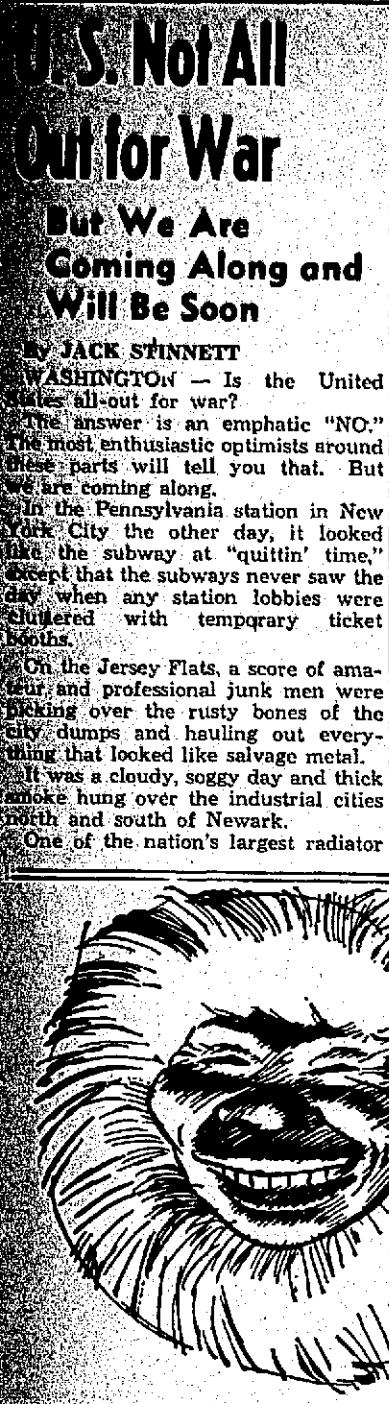 U. S. Not All
Out for War
But We Are
Coming Along and
Will Be Soon
By JACK STINNETT
WASHINGTON — Is the United
States all-out for war?
The answer is an emphatic "NO."
The most enthusiastic optimists around
these parts will tell you that. But
we are coming along.
In the Pennsylvania station in New
York City the other day, it looked
like the subway at "quittin' time,"
except that the subways never saw the
day when any station lobbies were
cluttered with temporary ticket
booths.
On the Jersey Flats, a score of ama-
teur and professional junk men were
picking over the rusty bones of the
city dumps and hauling out every-
thing that looked like salvage metal.
It was a cloudy, soggy day and thick
smoke hung over the industrial cities
north and south of Newark.
One of the nation's largest radiator